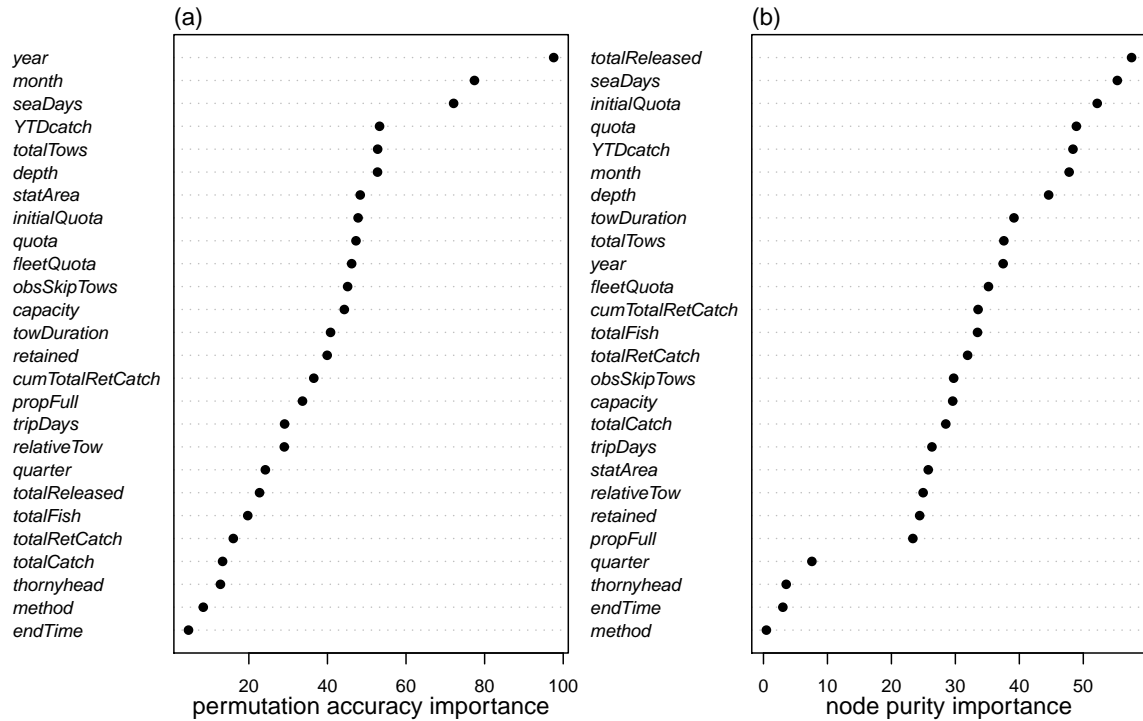 (a)
year
month
seaDays
YTDcatch
totalTows
depth
statArea
initialQuota
quota
fleetQuota
obsSkipTows
capacity
towDuration
retained
cumTotalRetCatch
propFull
tripDays
relativeTow
quarter
totalReleased
totalFish
totalRetCatch
totalCatch
thornyhead
method
endTime
20 40 60 80 100
permutation accuracy importance
(b)
totalReleased
seaDays
initialQuota
quota
YTDcatch
month
depth
towDuration
totalTows
year
fleetQuota
cumTotalRetCatch
totalFish
totalRetCatch
obsSkipTows
capacity
totalCatch
tripDays
statArea
relativeTow
retained
propFull
quarter
thornyhead
endTime
method
0 10 20 30 40 50
node purity importance